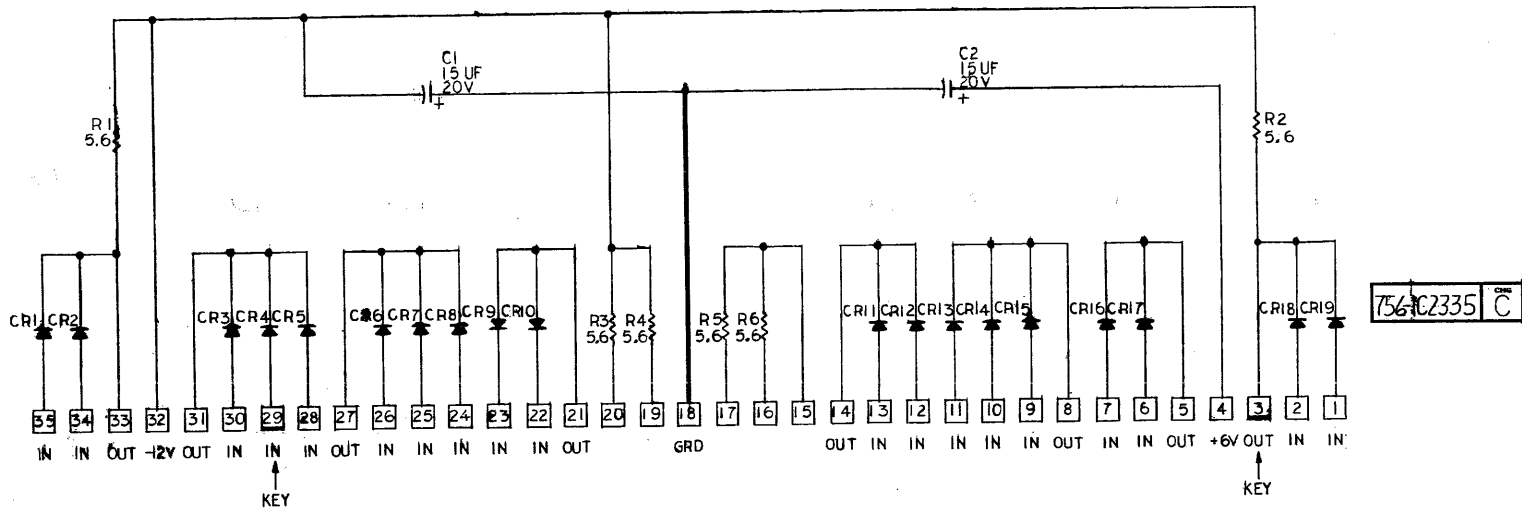 C1
15 UF
20V
+
C2
15 UF
20V
+
R1
5.6
R2
5.6
CR1 CR2 CR3 CR4 CR5 CR6 CR7 CR8 CR9 CR10 R3 R4 R5 R6 CR11 CR12 CR13 CR14 CR15 CR16 CR17 CR18 CR19
5.6 5.6 5.6 5.6
756-C2335 CHG C
35 34 33 32 31 30 29 28 27 26 25 24 23 22 21 20 19 18 17 16 15 14 13 12 11 10 9 8 7 6 5 4 3 2 1
IN IN OUT -12V OUT IN IN IN OUT IN IN IN IN IN OUT GRD OUT IN IN IN IN IN OUT IN IN OUT +6V OUT IN IN
KEY KEY